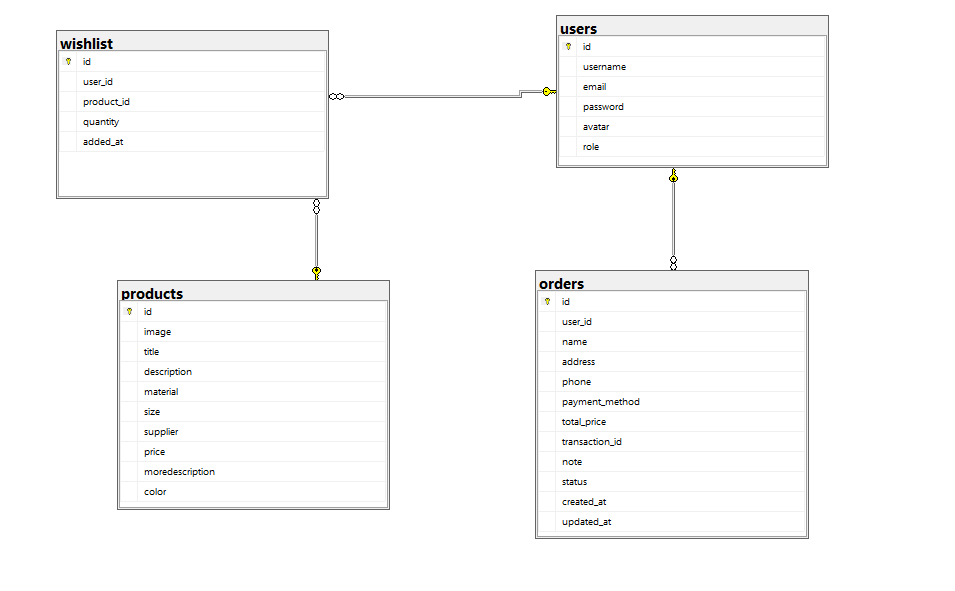 wishlist
id
user_id
product_id
quantity
added_at
users
id
username
email
password
avatar
role
products
id
image
title
description
material
size
supplier
price
moredescription
color
orders
id
user_id
name
address
phone
payment_method
total_price
transaction_id
note
status
created_at
updated_at